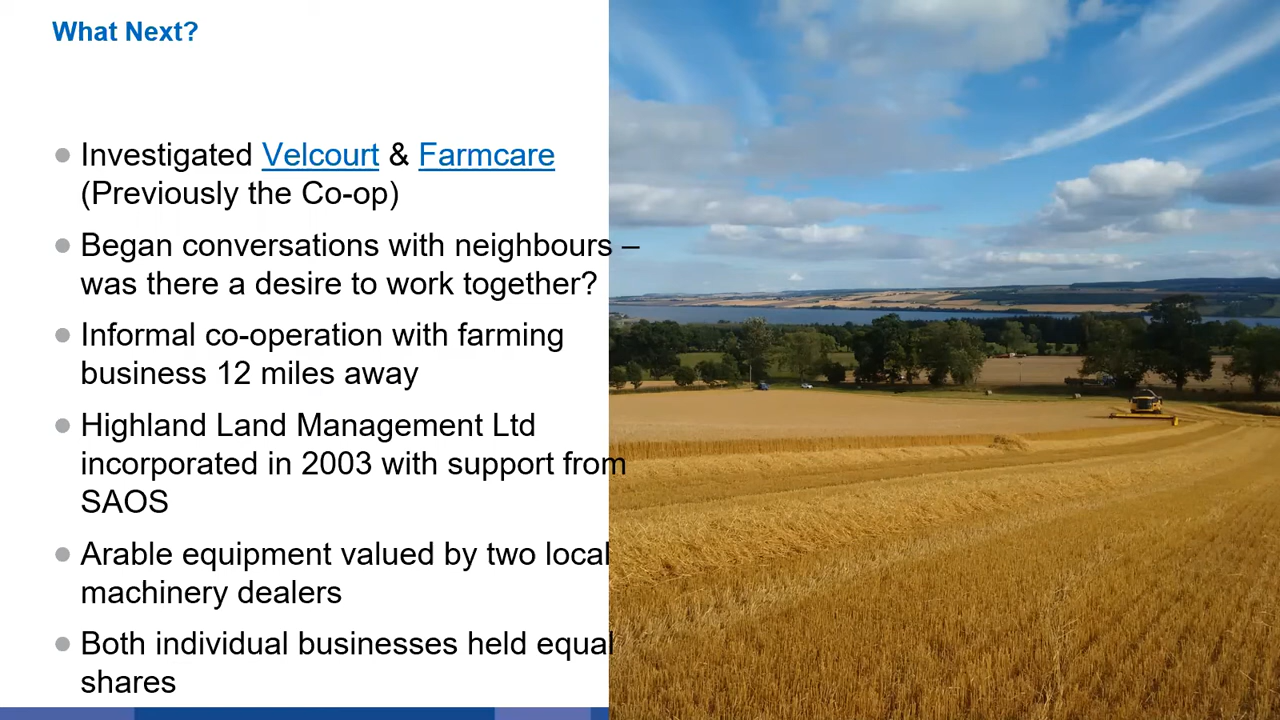 What Next?
Investigated Velcourt & Farmcare
(Previously the Co-op)
Began conversations with neighbours –
was there a desire to work together?
Informal co-operation with farming
business 12 miles away
Highland Land Management Ltd
incorporated in 2003 with support from
SAOS
Arable equipment valued by two local
machinery dealers
Both individual businesses held equal
shares